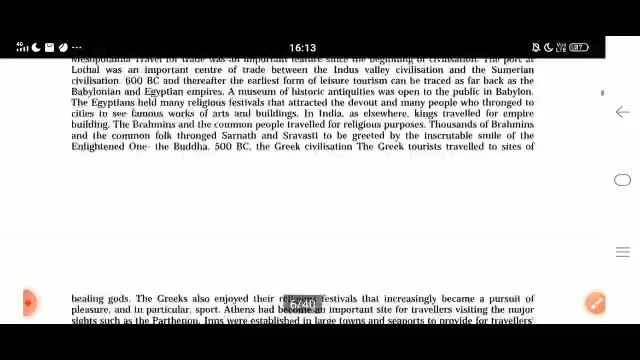 4G 16:13 VoLTE 87
Mesopotamia Travel for trade was an important feature since the beginning of civilisation. The port at
Lothal was an important centre of trade between the Indus valley civilisation and the Sumerian
civilisation. 600 BC and thereafter the earliest form of leisure tourism can be traced as far back as the
Babylonian and Egyptian empires. A museum of historic antiquities was open to the public in Babylon.
The Egyptians held many religious festivals that attracted the devout and many people who thronged to
cities to see famous works of arts and buildings. In India, as elsewhere, kings travelled for empire
building. The Brahmins and the common people travelled for religious purposes. Thousands of Brahmins
and the common folk thronged Sarnath and Sravasti to be greeted by the inscrutable smile of the
Enlightened One- the Buddha. 500 BC, the Greek civilisation The Greek tourists travelled to sites of
healing gods. The Greeks also enjoyed their religious festivals that increasingly became a pursuit of
6/40
pleasure, and in particular, sport. Athens had become an important site for travellers visiting the major
sights such as the Parthenon. Inns were established in large towns and seaports to provide for travellers'